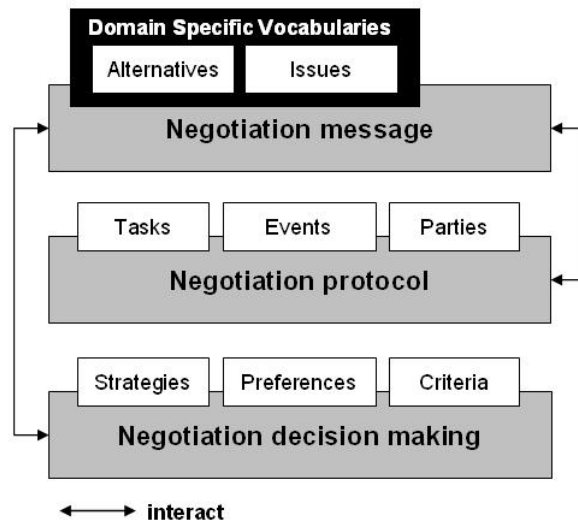 Domain Specific Vocabularies
Alternatives Issues
Negotiation message
Tasks Events Parties
Negotiation protocol
Strategies Preferences Criteria
Negotiation decision making
interact